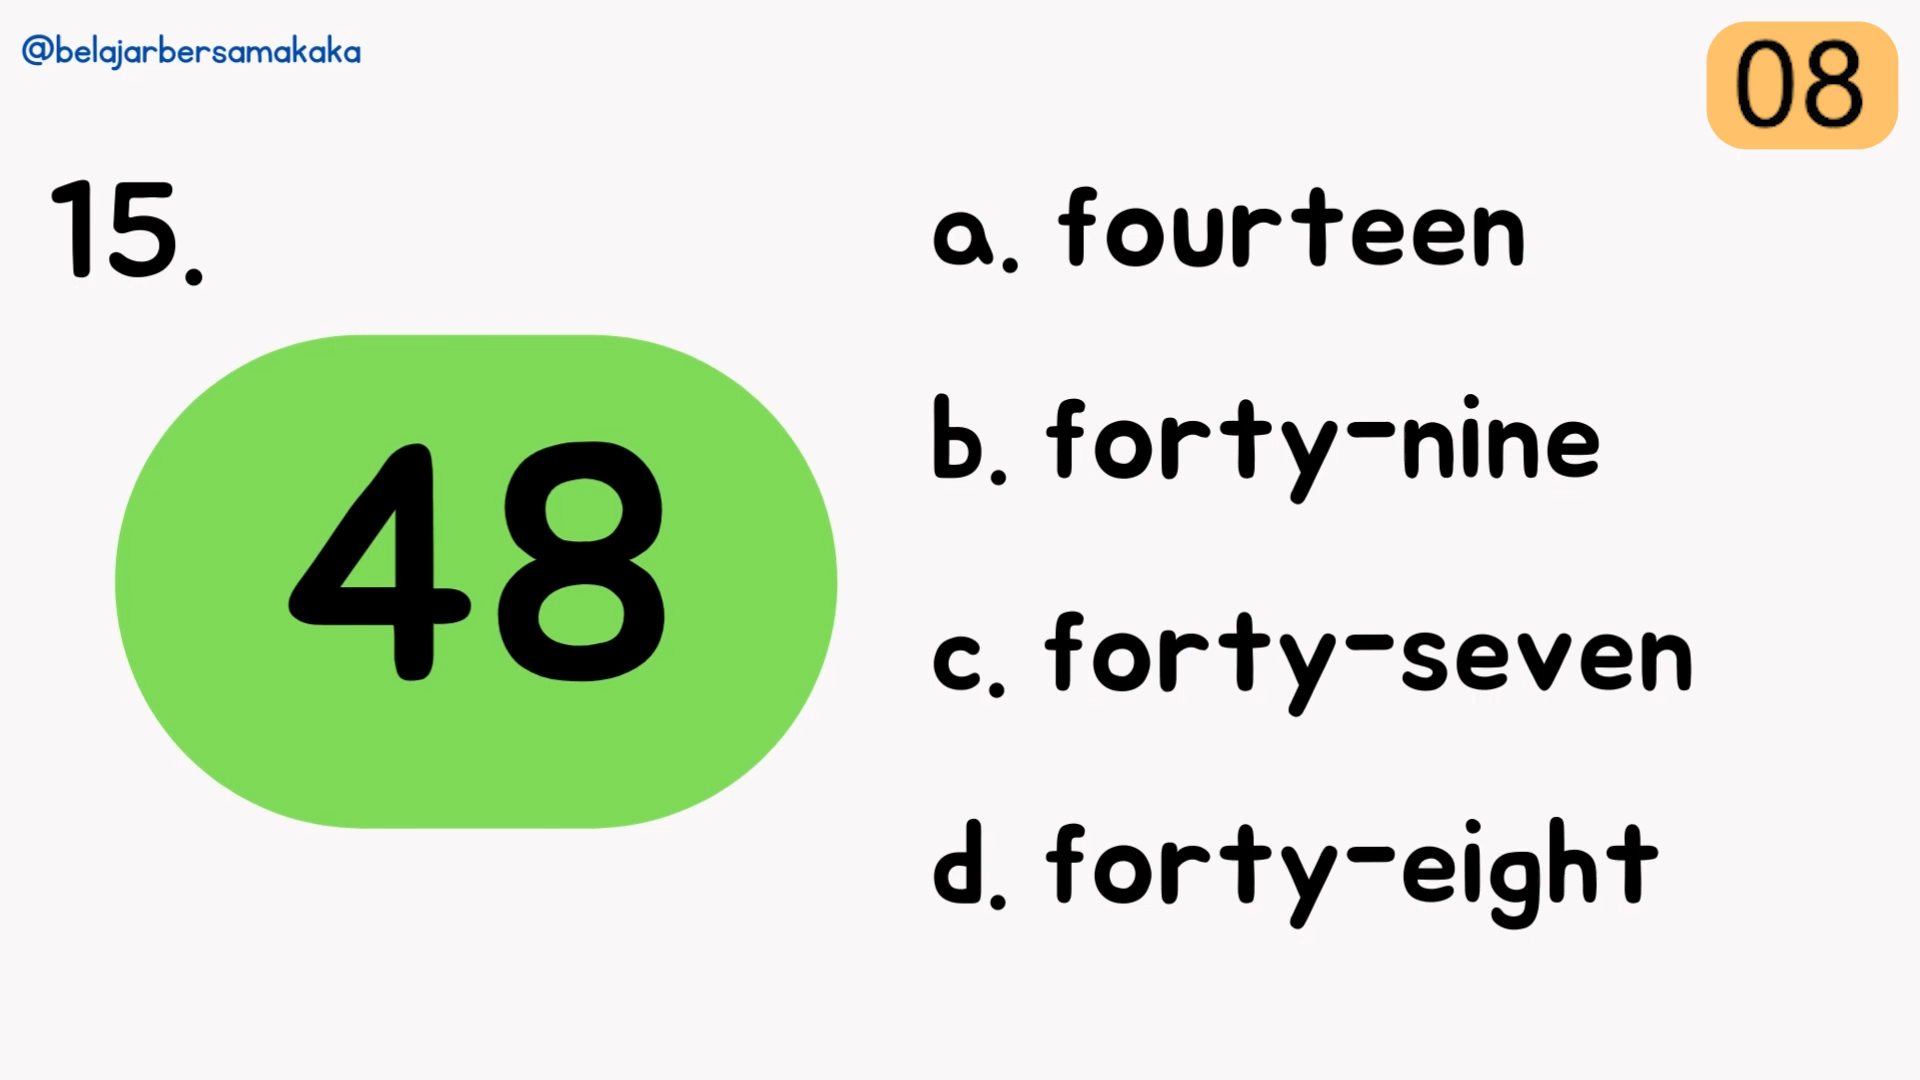 @belajarbersamakaka
08
15.
48
a. fourteen
b. forty-nine
c. forty-seven
d. forty-eight